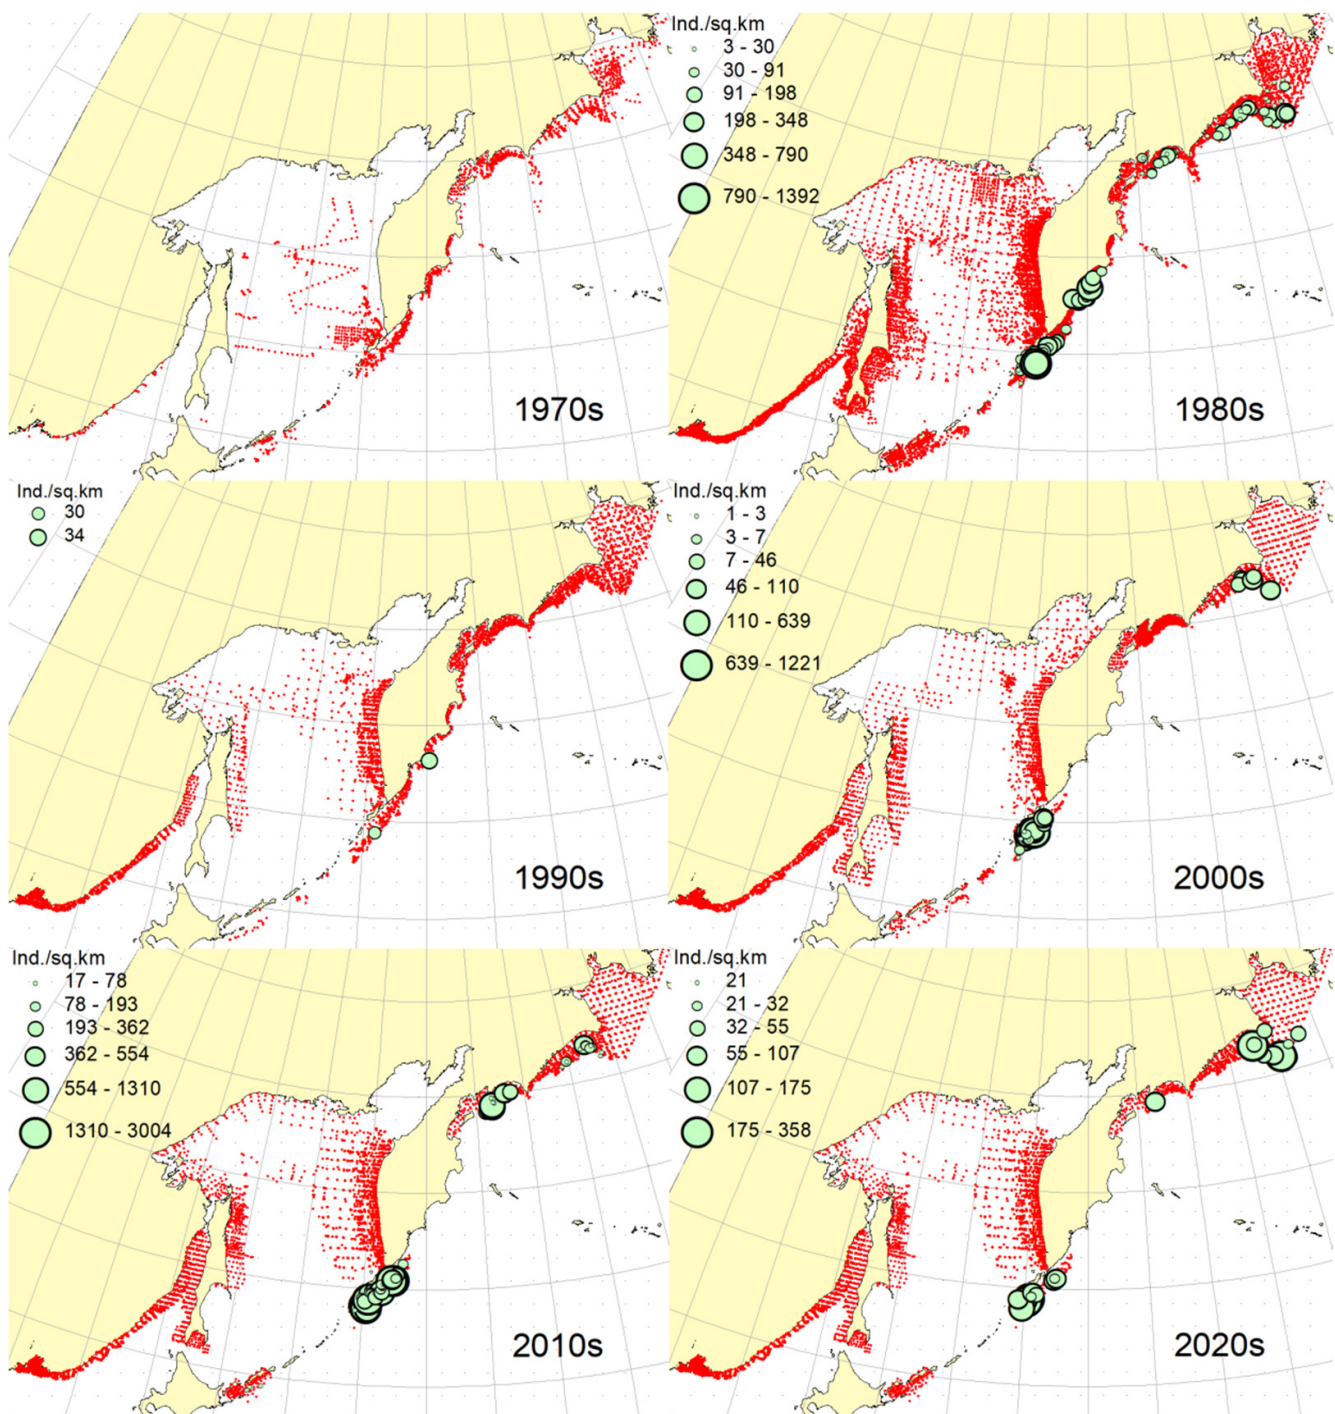 1970s
Ind./sq.km
3 - 30
30 - 91
91 - 198
198 - 348
348 - 790
790 - 1392
1980s
Ind./sq.km
30
34
1990s
Ind./sq.km
1 - 3
3 - 7
7 - 46
46 - 110
110 - 639
639 - 1221
2000s
Ind./sq.km
17 - 78
78 - 193
193 - 362
362 - 554
554 - 1310
1310 - 3004
2010s
Ind./sq.km
21
21 - 32
32 - 55
55 - 107
107 - 175
175 - 358
2020s